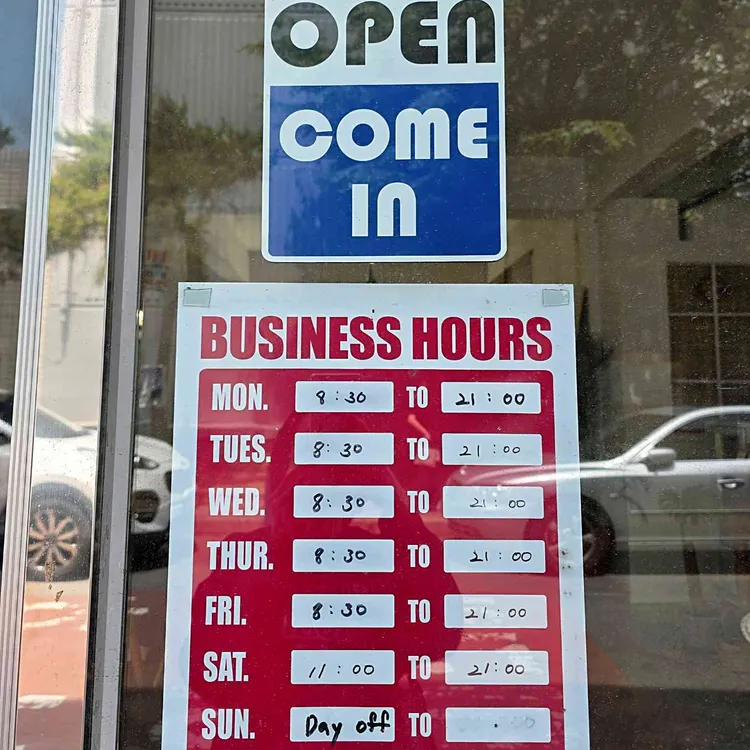 OPEN
COME
IN
BUSINESS HOURS
MON. 8:30 TO 21:00
TUES. 8:30 TO 21:00
WED. 8:30 TO 21:00
THUR. 8:30 TO 21:00
FRI. 8:30 TO 21:00
SAT. 11:00 TO 21:00
SUN. Day off TO